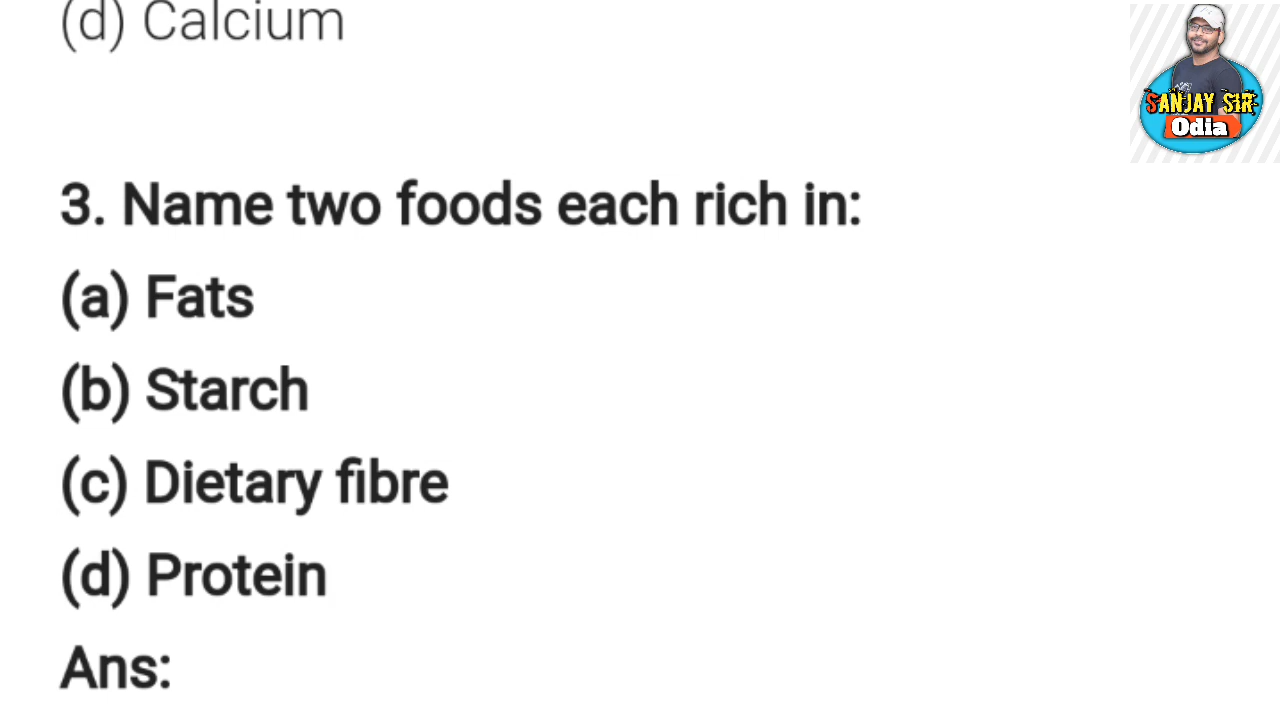 (d) Calcium
SANJAY SIR
Odia
3. Name two foods each rich in:
(a) Fats
(b) Starch
(c) Dietary fibre
(d) Protein
Ans: